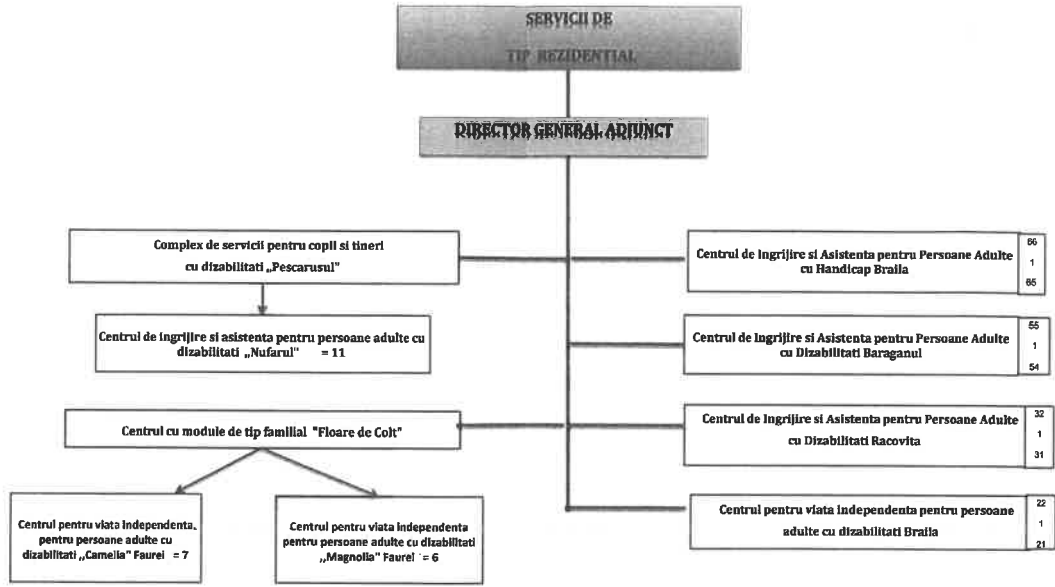 SERVICII DE
TIP REZIDENTIAL
DIRECTOR GENERAL ADJUNCT
Complex de servicii pentru copii si tineri
cu dizabilitati „Pescarusul"
Centrul de ingrijire si asistenta pentru persoane adulte cu
dizabilitati „Nufarul" = 11
Centrul cu module de tip familial "Floare de Colt"
Centrul pentru viata independenta,
pentru persoane adulte cu
dizabilitati „Camelia" Faurei = 7
Centrul pentru viata independenta
pentru persoane adulte cu dizabilitati
„Magnolia" Faurei = 6
Centrul de Ingrijire si Asistenta pentru Persoane Adulte
cu Handicap Braila
66
1
65
Centrul de Ingrijire si Asistenta pentru Persoane Adulte
cu Dizabilitati Baraganul
55
1
54
Centrul de Ingrijire si Asistenta pentru Persoane Adulte
cu Dizabilitati Racovita
32
1
31
Centrul pentru viata independenta pentru persoane
adulte cu dizabilitati Braila
22
1
21